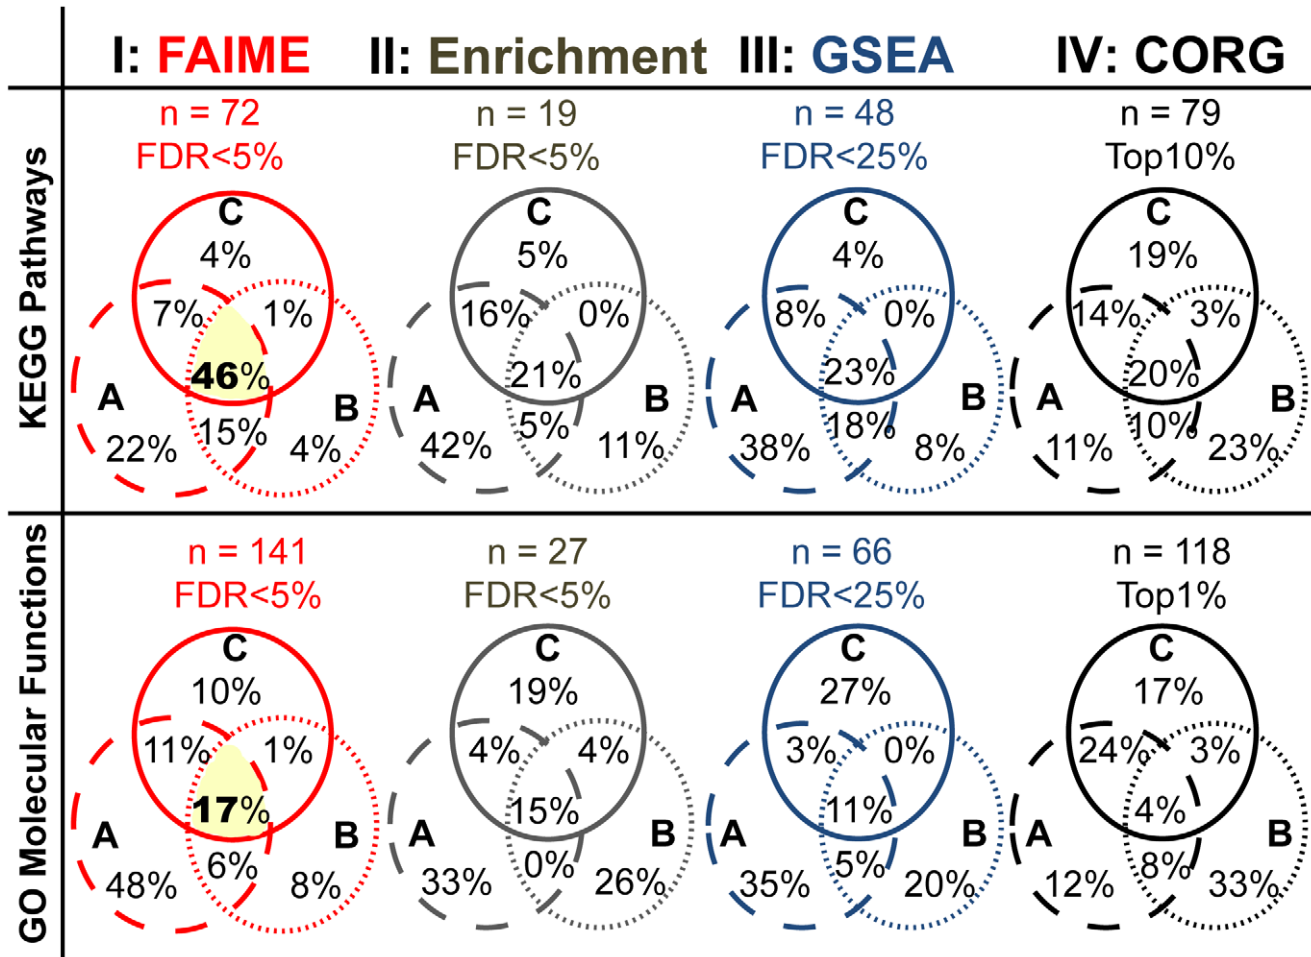 I: FAIME II: Enrichment III: GSEA IV: CORG
KEGG Pathways
n = 72 n = 19 n = 48 n = 79
FDR<5% FDR<5% FDR<25% Top10%
C C C C
4% 5% 4% 19%
7% 1% 16% 0% 8% 0% 14% 3%
46% 21% 23% 20%
A B A B A B A B
22% 15% 4% 42% 5% 11% 38% 18% 8% 11% 10% 23%
GO Molecular Functions
n = 141 n = 27 n = 66 n = 118
FDR<5% FDR<5% FDR<25% Top1%
C C C C
10% 19% 27% 17%
11% 1% 4% 4% 3% 0% 24% 3%
17% 15% 11% 4%
A B A B A B A B
48% 6% 8% 33% 0% 26% 35% 5% 20% 12% 8% 33%